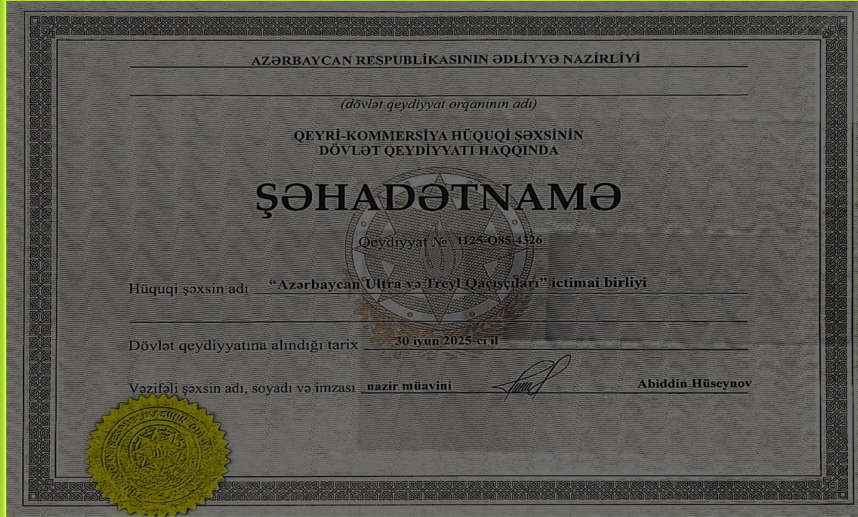 AZƏRBAYCAN RESPUBLİKASININ ƏDLİYYƏ NAZİRLİYİ
(dövlət qeydiyyat orqanının adı)
QEYRİ-KOMMERSİYA HÜQUQİ ŞƏXSİNİN
DÖVLƏT QEYDİYYATI HAQQINDA
ŞƏHADƏTNAMƏ
Qeydiyyat № 1125-Q85-4326
Hüquqi şəxsin adı "Azərbaycan Ultra və Treyl Qaçışçıları" ictimai birliyi
Dövlət qeydiyyatına alındığı tarix 30 iyun 2025-ci il
Vəzifəli şəxsin adı, soyadı və imzası nazir müavini Abiddin Hüseynov